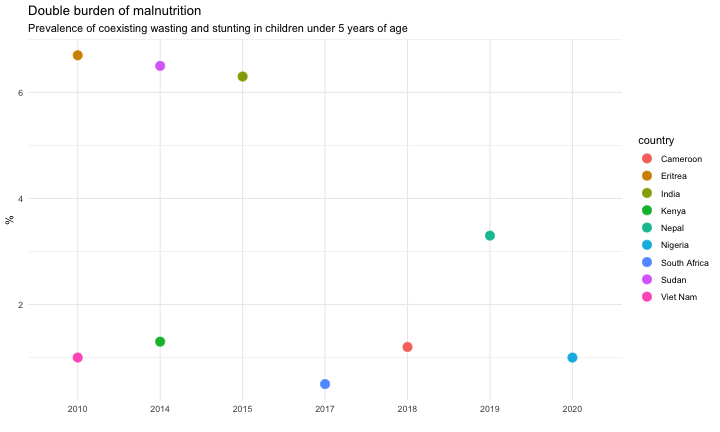 Double burden of malnutrition
Prevalence of coexisting wasting and stunting in children under 5 years of age
%
6
4
2
2010
2014
2015
2017
2018
2019
2020
country
Cameroon
Eritrea
India
Kenya
Nepal
Nigeria
South Africa
Sudan
Viet Nam